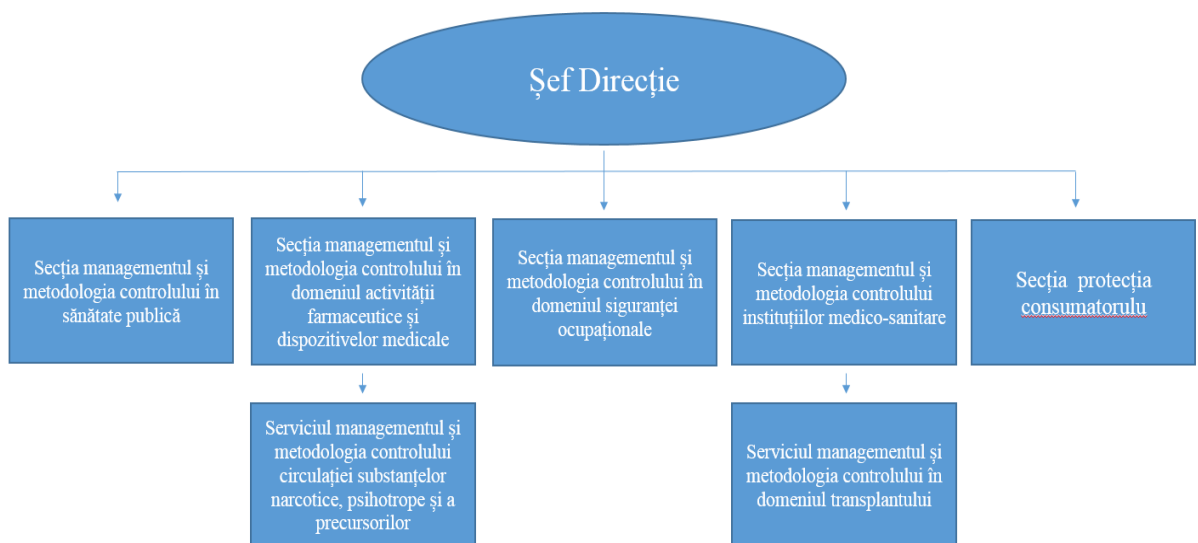 Șef Direcție
Secția managementul și
metodologia controlului în
sănătate publică
Secția managementul și
metodologia controlului în
domeniul activității
farmaceutice și
dispozitivelor medicale
Secția managementul și
metodologia controlului în
domeniul siguranței
ocupaționale
Secția managementul și
metodologia controlului
instituțiilor medico-sanitare
Secția protecția
consumatorulu
Serviciul managementul și
metodologia controlului
circulației substanțelor
narcotice, psihotrope și a
precursorilor
Serviciul managementul și
metodologia controlului în
domeniul transplantului